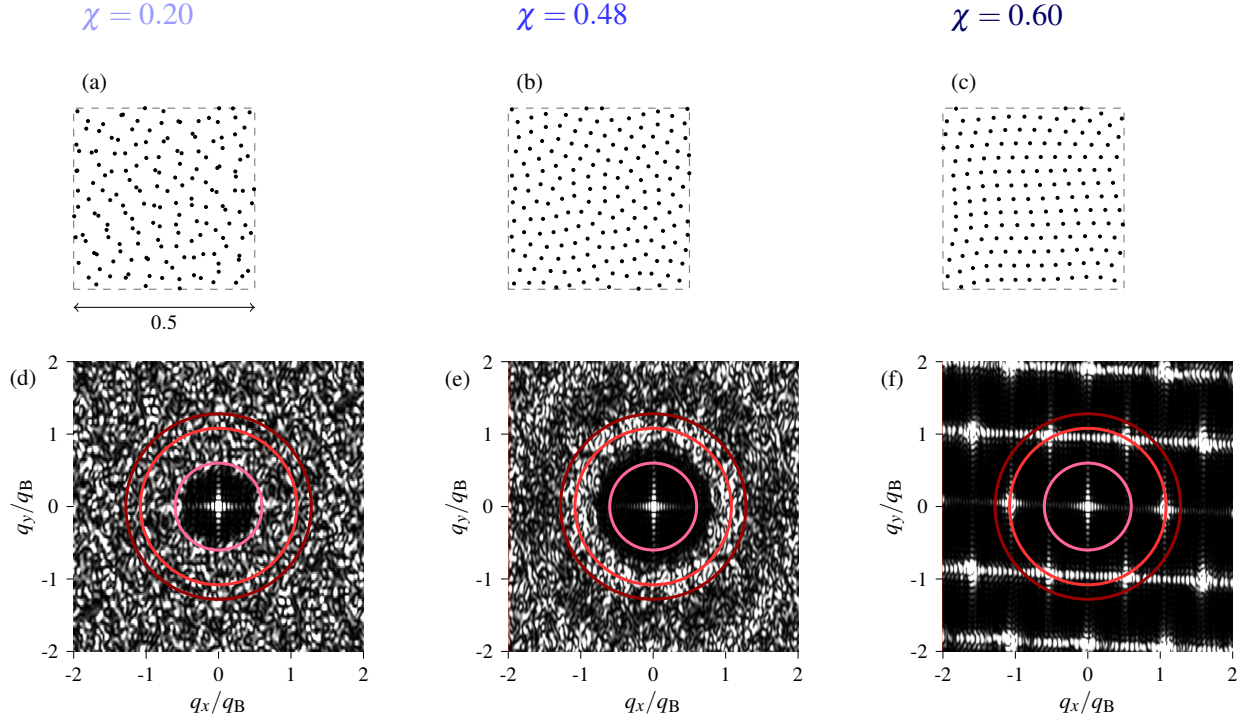 χ = 0.20 χ = 0.48 χ = 0.60
(a) (b) (c)
0.5
(d) (e) (f)
2 2 2
1 1 1
0 0 0
-1 -1 -1
-2 -2 -2
q_y/q_B q_y/q_B q_y/q_B
-2 -1 0 1 2 -2 -1 0 1 2 -2 -1 0 1 2
q_x/q_B q_x/q_B q_x/q_B